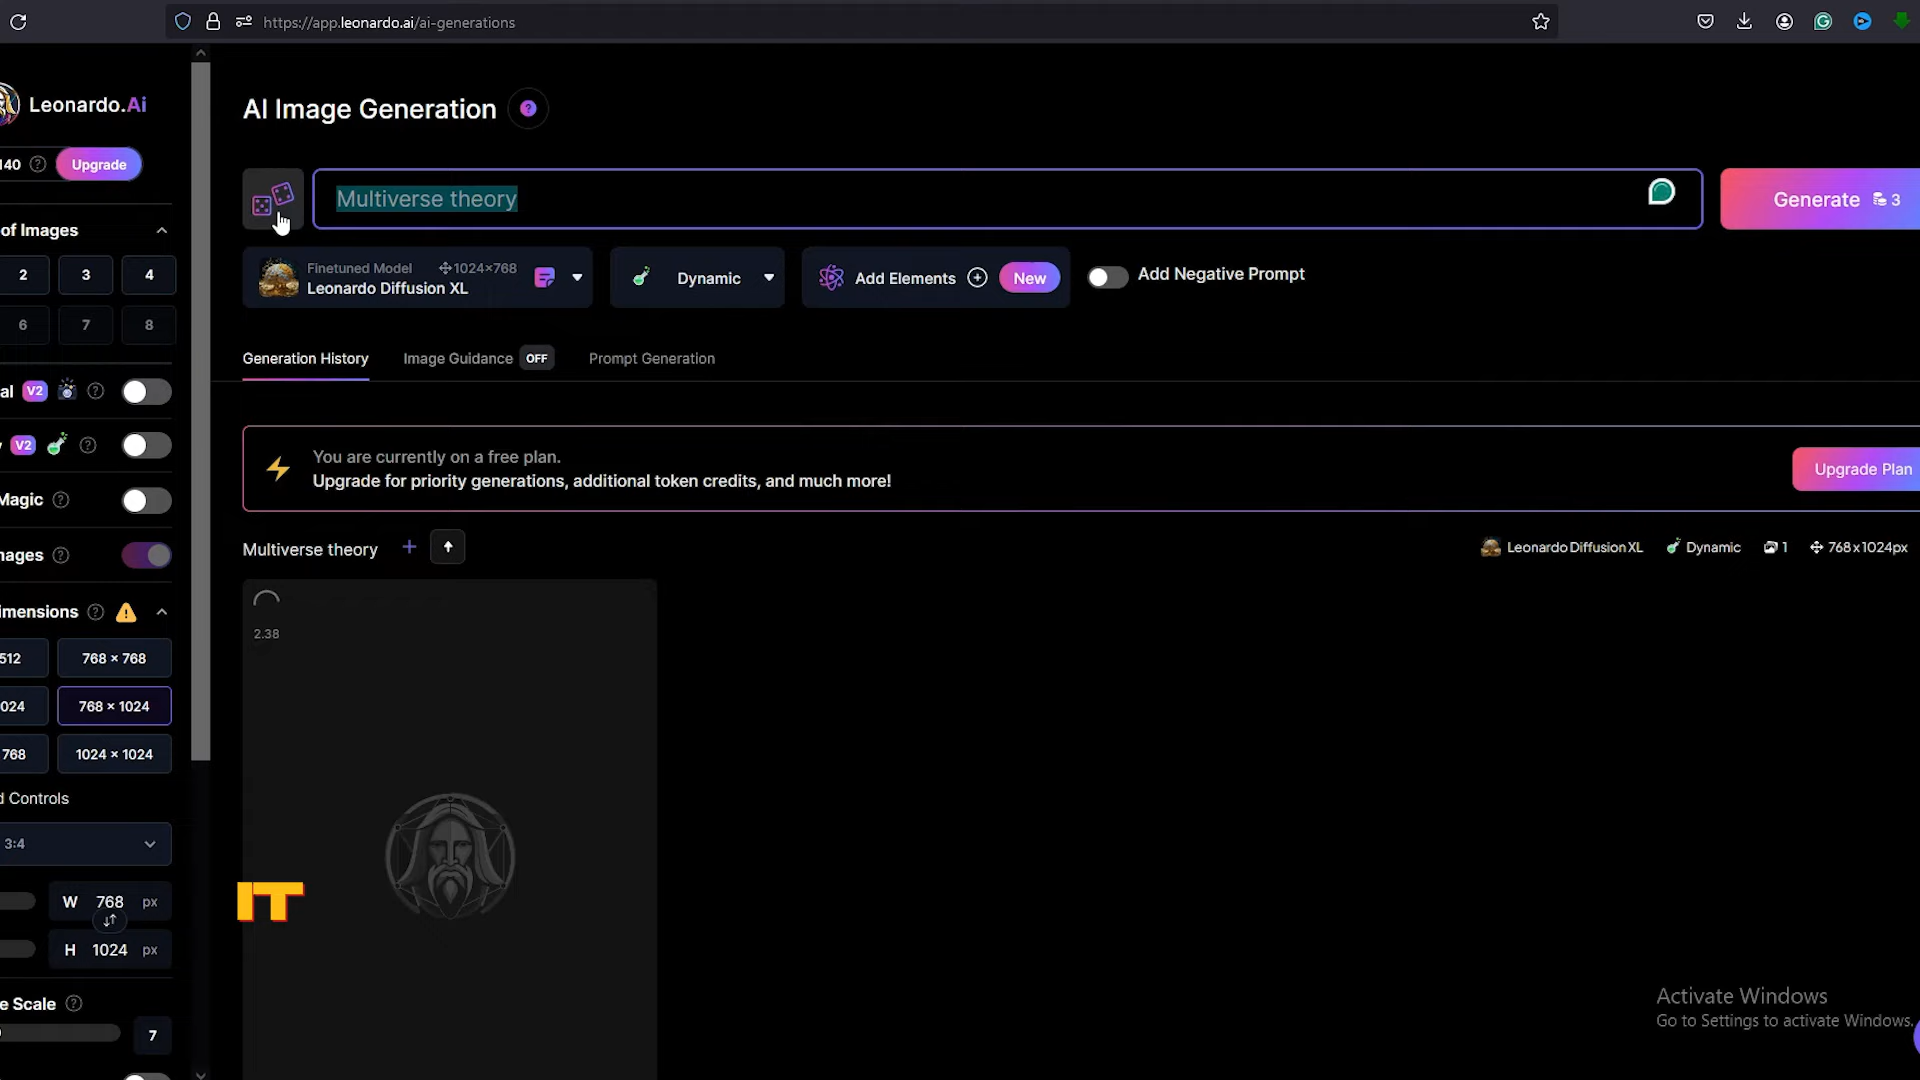 https://app.leonardo.ai/ai-generations
Leonardo.Ai
140
Upgrade
AI Image Generation
?
Multiverse theory
Generate 3
of Images
2 3 4
6 7 8
Finetuned Model 1024×768
Leonardo Diffusion XL
Dynamic
Add Elements
New
Add Negative Prompt
Generation History
Image Guidance OFF
Prompt Generation
al V2
V2
Magic
mages
You are currently on a free plan.
Upgrade for priority generations, additional token credits, and much more!
Upgrade Plan
Multiverse theory
Leonardo Diffusion XL Dynamic 1 768x1024px
2.38
imensions
512 768 × 768
024 768 × 1024
768 1024 × 1024
d Controls
3:4
W 768 px
H 1024 px
IT
e Scale
7
Activate Windows
Go to Settings to activate Windows.